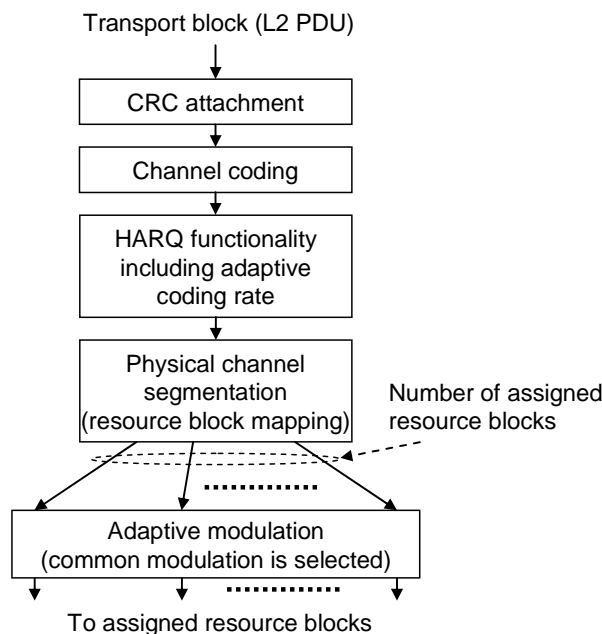 Transport block (L2 PDU)
CRC attachment
Channel coding
HARQ functionality
including adaptive
coding rate
Physical channel
segmentation
(resource block mapping)
Number of assigned
resource blocks
Adaptive modulation
(common modulation is selected)
To assigned resource blocks